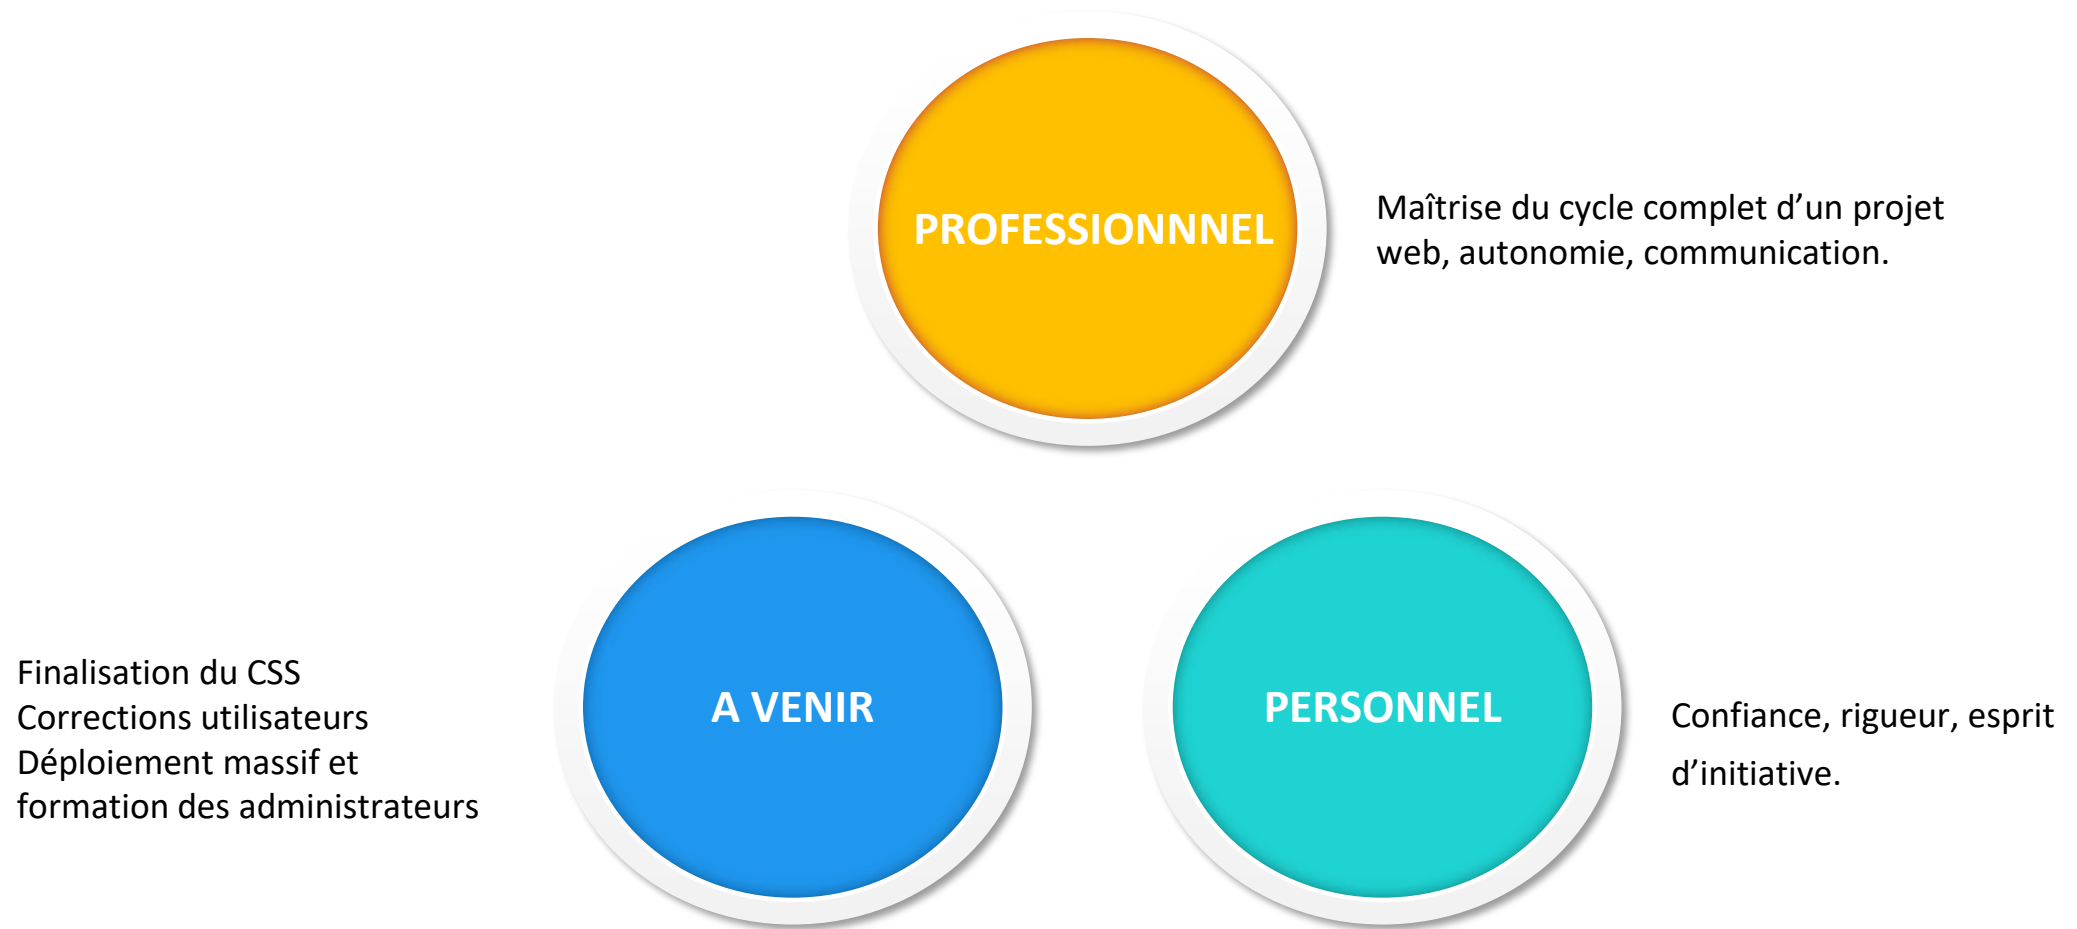 PROFESSIONNNEL
Maîtrise du cycle complet d’un projet
web, autonomie, communication.
Finalisation du CSS
Corrections utilisateurs
Déploiement massif et
formation des administrateurs
A VENIR
PERSONNEL
Confiance, rigueur, esprit
d’initiative.